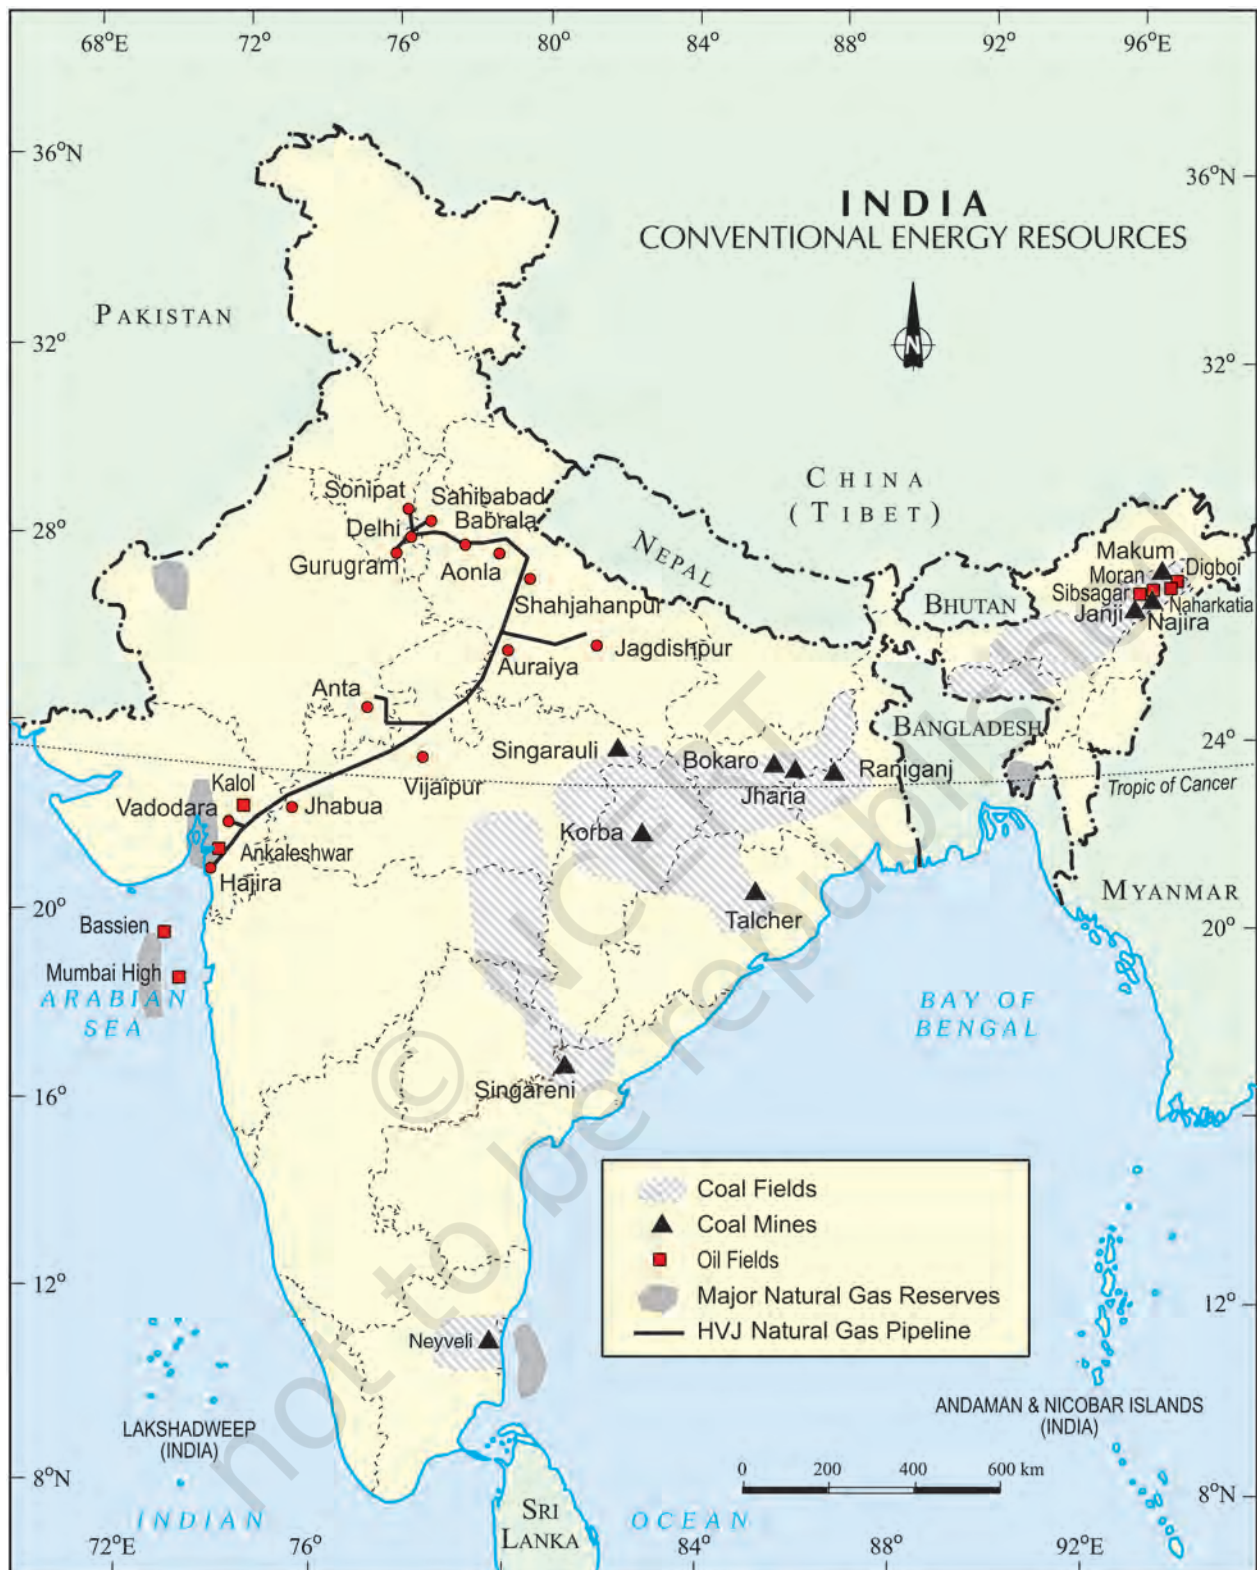 68°E 72° 76° 80° 84° 88° 92° 96°E
36°N
36°N
INDIA
CONVENTIONAL ENERGY RESOURCES
N
PAKISTAN
32°
32°
CHINA
(TIBET)
Sonipat
Sahibabad
Delhi
Babrala
28°
28°
Gurugram
Aonla
NEPAL
Shahjahanpur
Makum
Digboi
Moran
Sibsagar
Naharkatia
Janji
Najira
BHUTAN
Jagdishpur
Auraiya
Anta
BANGLADESH
24°
Singarauli
Bokaro
Raniganj
Vijaipur
Jharia
Tropic of Cancer
Kalol
Vadodara
Jhabua
Korba
Ankaleshwar
Hajira
MYANMAR
20°
Talcher
20°
Bassien
Mumbai High
ARABIAN
SEA
BAY OF
BENGAL
Singareni
16°
16°
Coal Fields
Coal Mines
Oil Fields
Major Natural Gas Reserves
HVJ Natural Gas Pipeline
12°
12°
Neyveli
LAKSHADWEEP
(INDIA)
ANDAMAN & NICOBAR ISLANDS
(INDIA)
0 200 400 600 km
8°N
8°N
SRI
LANKA
INDIAN OCEAN
72°E 76° 84° 88° 92°E
© NCERT
not to be republished